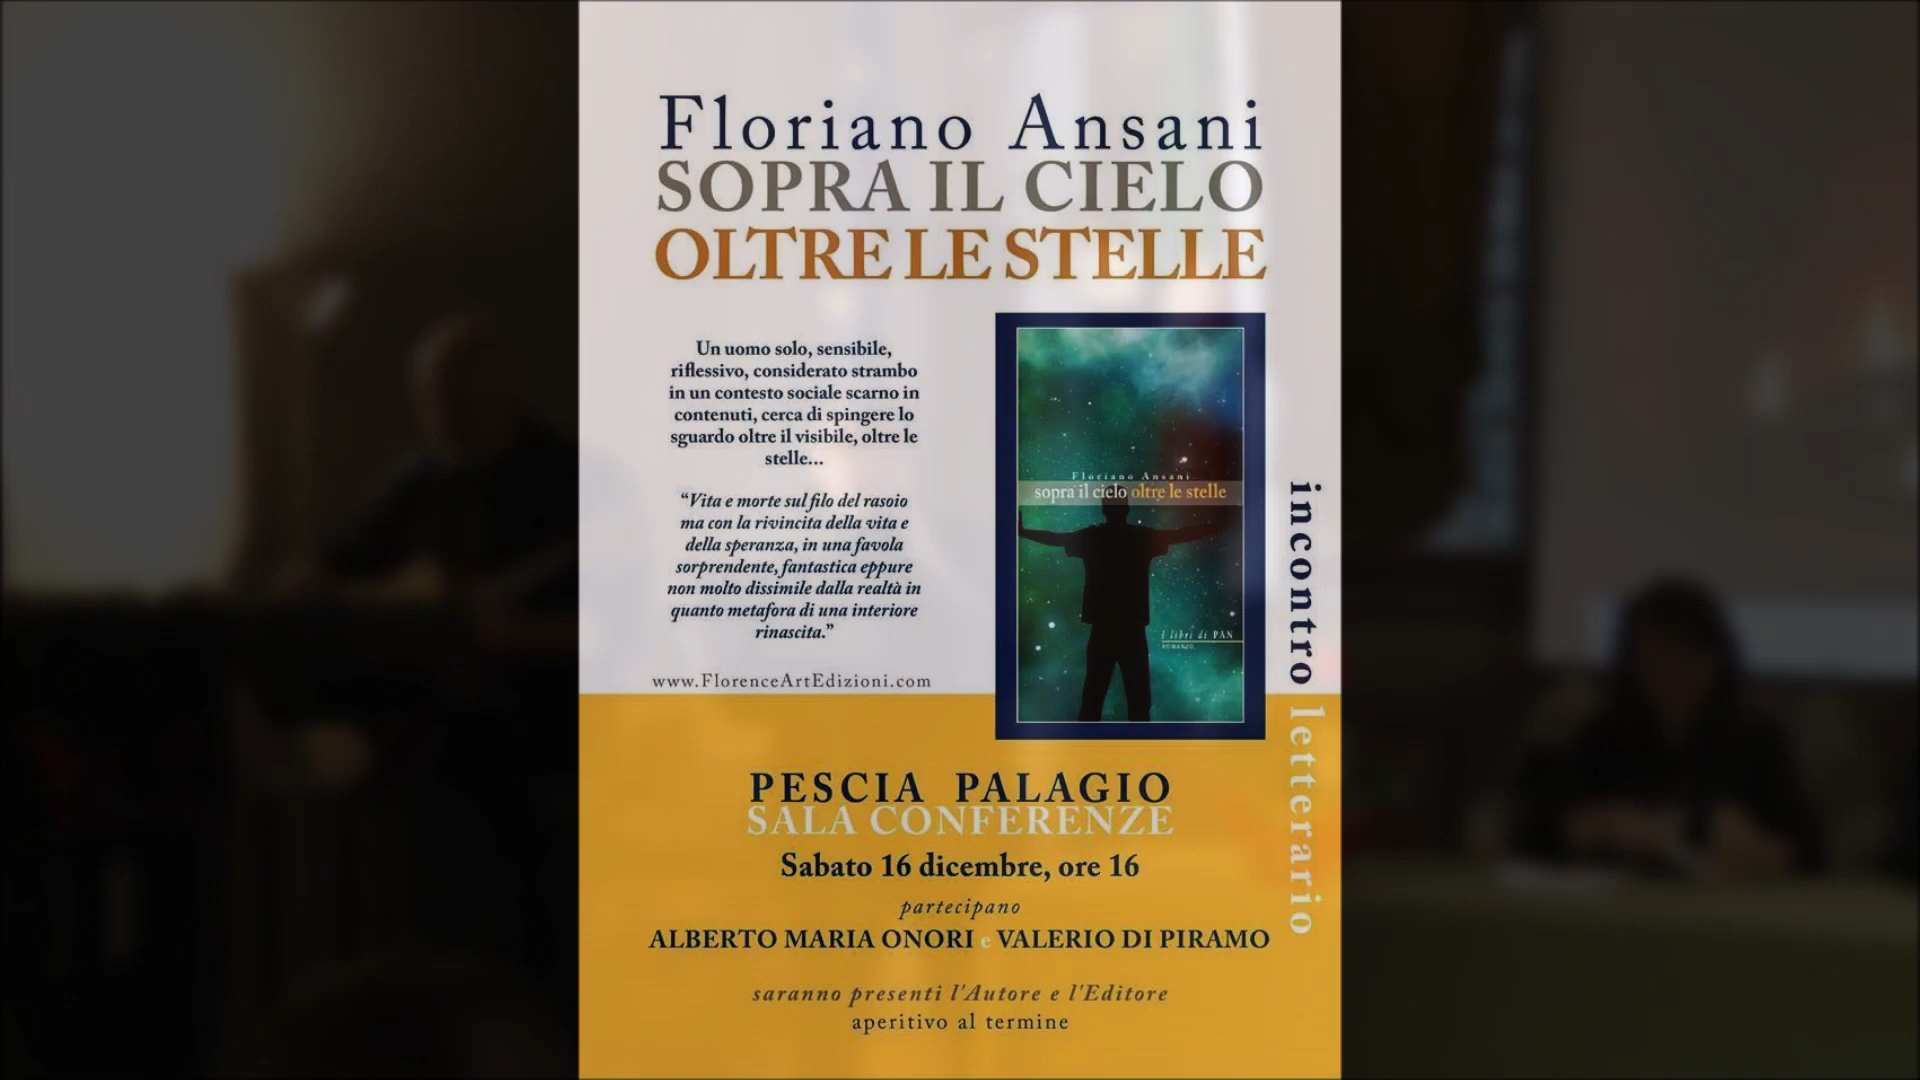 Floriano Ansani
SOPRA IL CIELO
OLTRE LE STELLE
Un uomo solo, sensibile,
riflessivo, considerato strambo
in un contesto sociale scarno in
contenuti, cerca di spingere lo
sguardo oltre il visibile, oltre le
stelle...
“Vita e morte sul filo del rasoio
ma con la rivincita della vita e
della speranza, in una favola
sorprendente, fantastica eppure
non molto dissimile dalla realtà in
quanto metafora di una interiore
rinascita.”
www.FlorenceArtEdizioni.com
Floriano Ansani
sopra il cielo oltre le stelle
I libri di PAN
ROMANZO
incontro letterario
PESCIA PALAGIO
SALA CONFERENZE
Sabato 16 dicembre, ore 16
partecipano
ALBERTO MARIA ONORI e VALERIO DI PIRAMO
saranno presenti l'Autore e l'Editore
aperitivo al termine